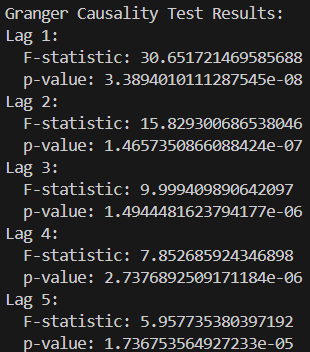 Granger Causality Test Results:
Lag 1:
  F-statistic: 30.651721469585688
  p-value: 3.3894010111287545e-08
Lag 2:
  F-statistic: 15.829300686538046
  p-value: 1.4657350866088424e-07
Lag 3:
  F-statistic: 9.999409890642097
  p-value: 1.4944481623794177e-06
Lag 4:
  F-statistic: 7.852685924346898
  p-value: 2.7376892509171184e-06
Lag 5:
  F-statistic: 5.957735380397192
  p-value: 1.736753564927233e-05